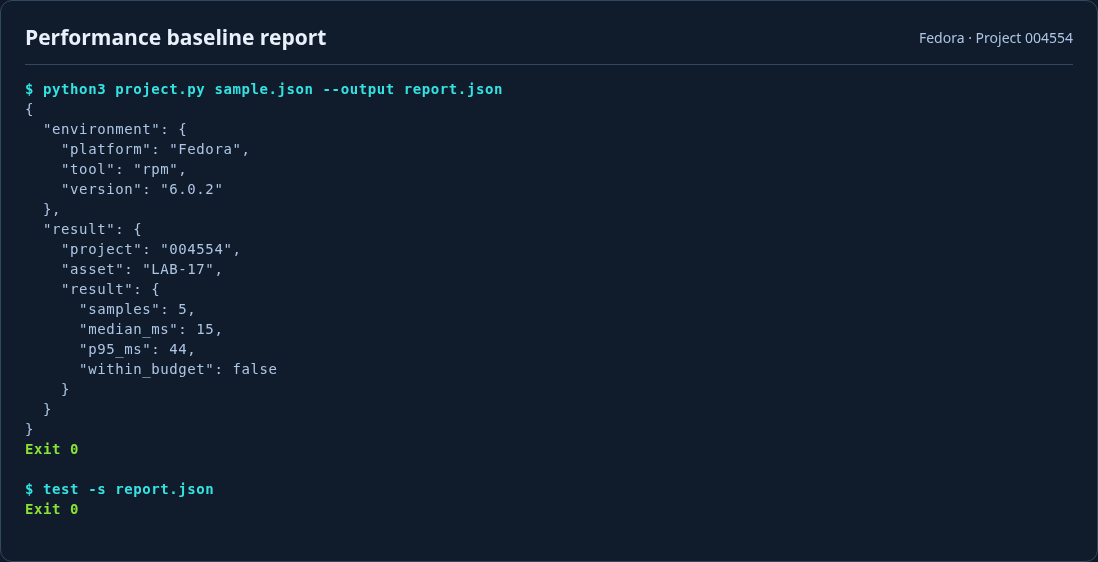 Performance baseline report
Fedora · Project 004554
$ python3 project.py sample.json --output report.json
{
  "environment": {
    "platform": "Fedora",
    "tool": "rpm",
    "version": "6.0.2"
  },
  "result": {
    "project": "004554",
    "asset": "LAB-17",
    "result": {
      "samples": 5,
      "median_ms": 15,
      "p95_ms": 44,
      "within_budget": false
    }
  }
}
Exit 0
$ test -s report.json
Exit 0